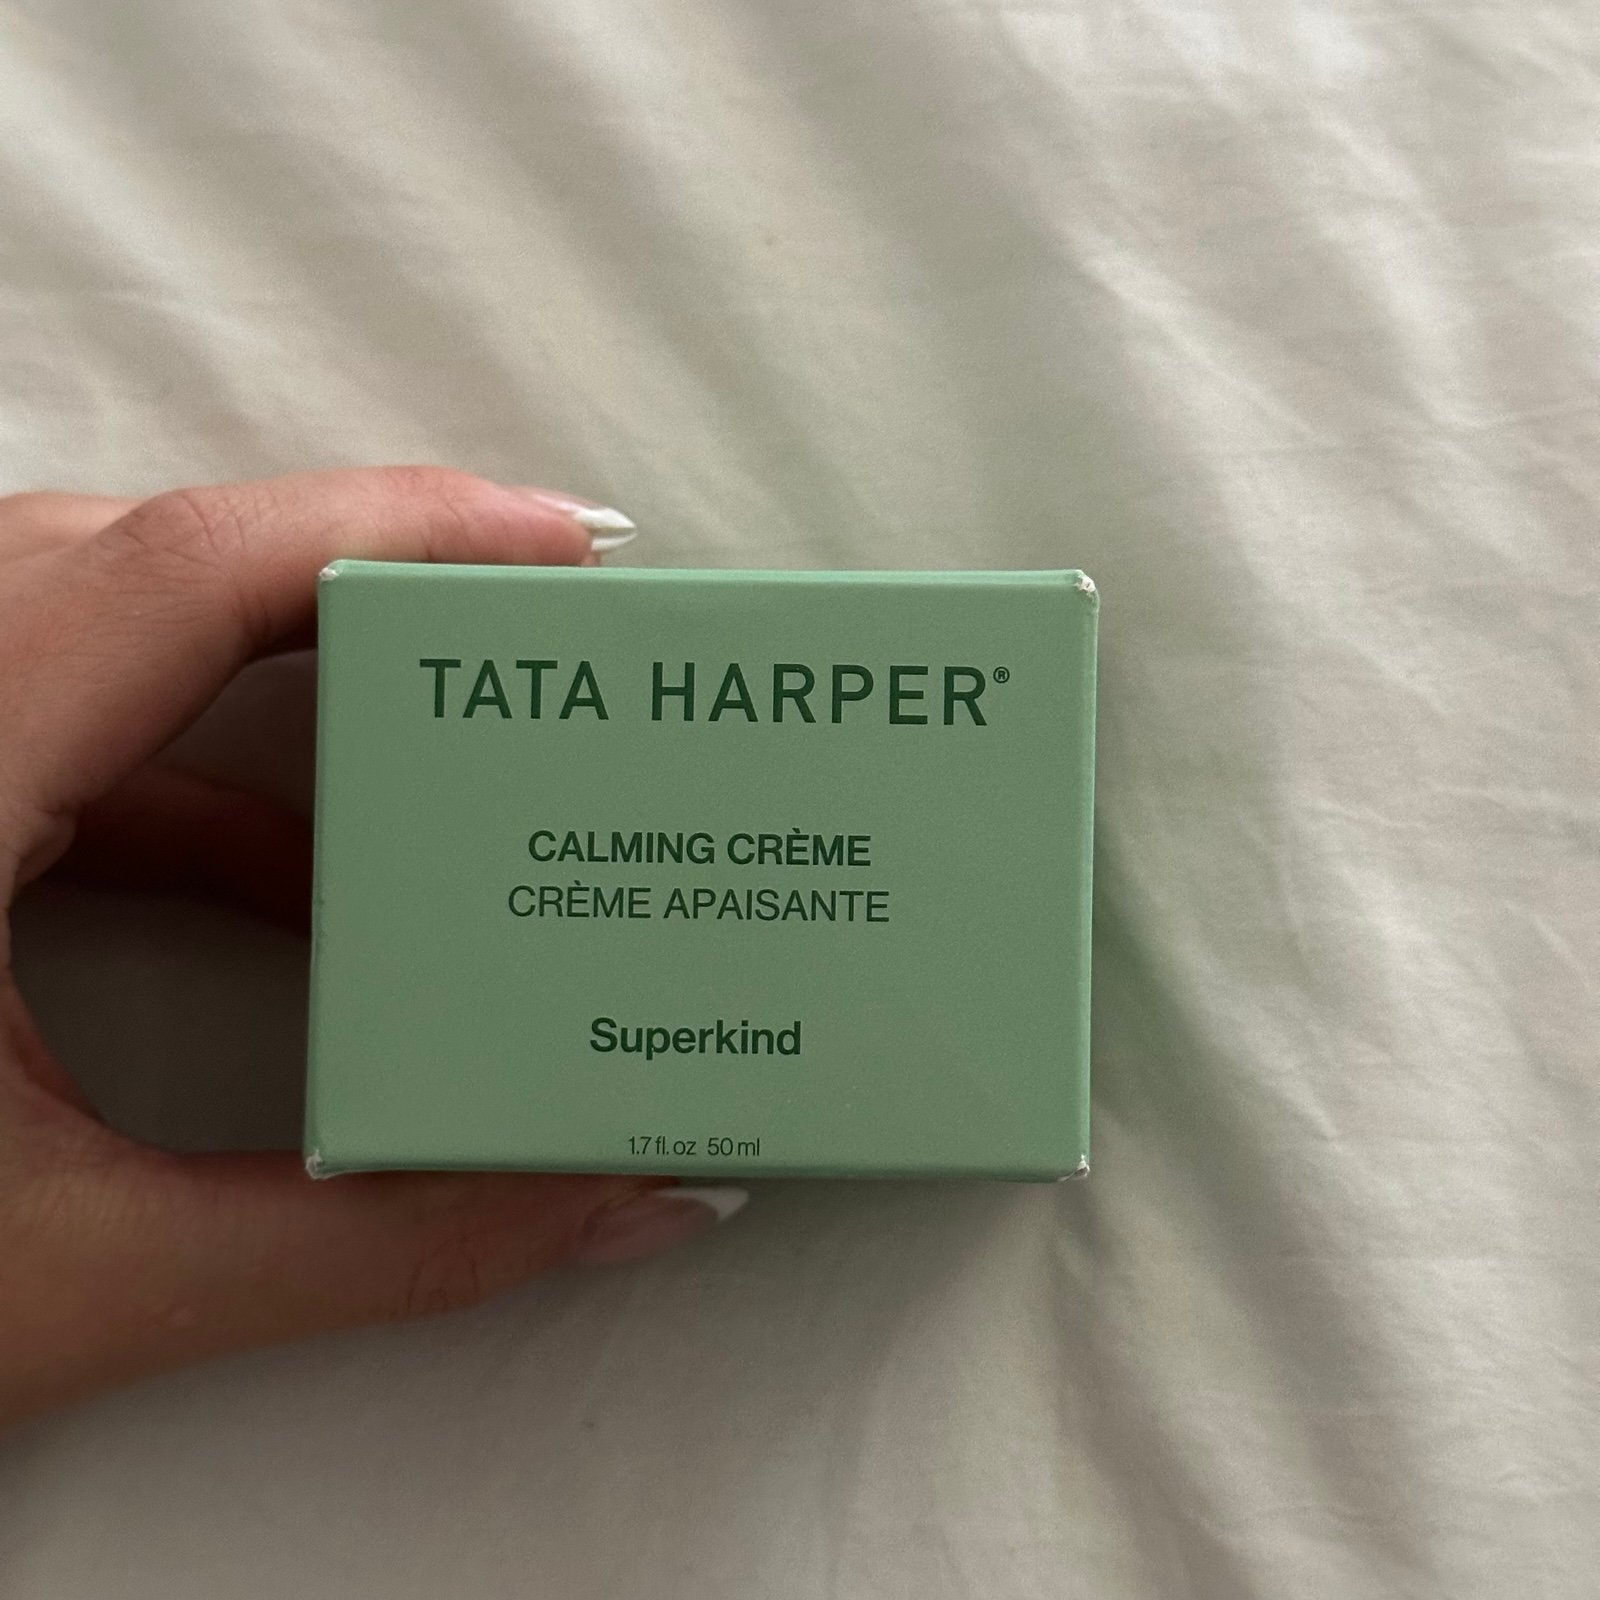 TATA HARPER®
CALMING CRÈME
CRÈME APAISANTE
Superkind
1.7 fl. oz 50 ml